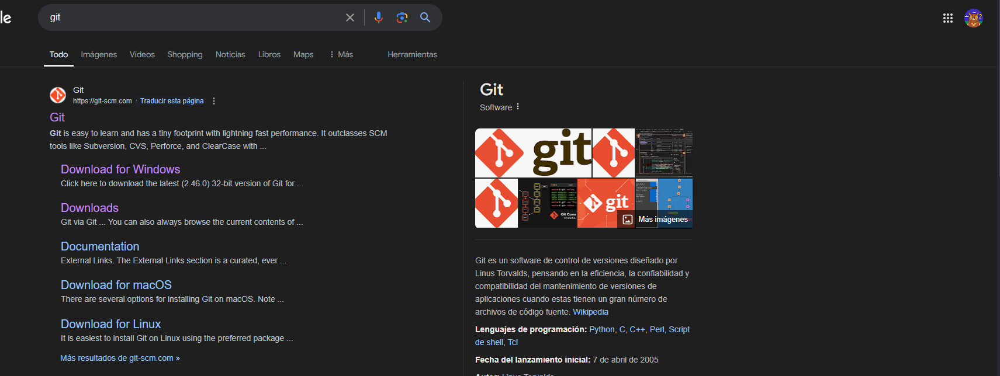 le
git
Todo
Imágenes
Videos
Shopping
Noticias
Libros
Maps
Más
Herramientas
Git
https://git-scm.com · Traducir esta página
Git
Git is easy to learn and has a tiny footprint with lightning fast performance. It outclasses SCM
tools like Subversion, CVS, Perforce, and ClearCase with ...
Download for Windows
Click here to download the latest (2.46.0) 32-bit version of Git for ...
Downloads
Git via Git ... You can also always browse the current contents of ...
Documentation
External Links. The External Links section is a curated, ever ...
Download for macOS
There are several options for installing Git on macOS. Note ...
Download for Linux
It is easiest to install Git on Linux using the preferred package ...
Más resultados de git-scm.com »
Git
Software
git
git
Git Com
VISUAL
Más imágenes
Git es un software de control de versiones diseñado por
Linus Torvalds, pensando en la eficiencia, la confiabilidad y
compatibilidad del mantenimiento de versiones de
aplicaciones cuando estas tienen un gran número de
archivos de código fuente. Wikipedia
Lenguajes de programación: Python, C, C++, Perl, Script
de shell, Tcl
Fecha del lanzamiento inicial: 7 de abril de 2005
Autor: Linus Torvalds